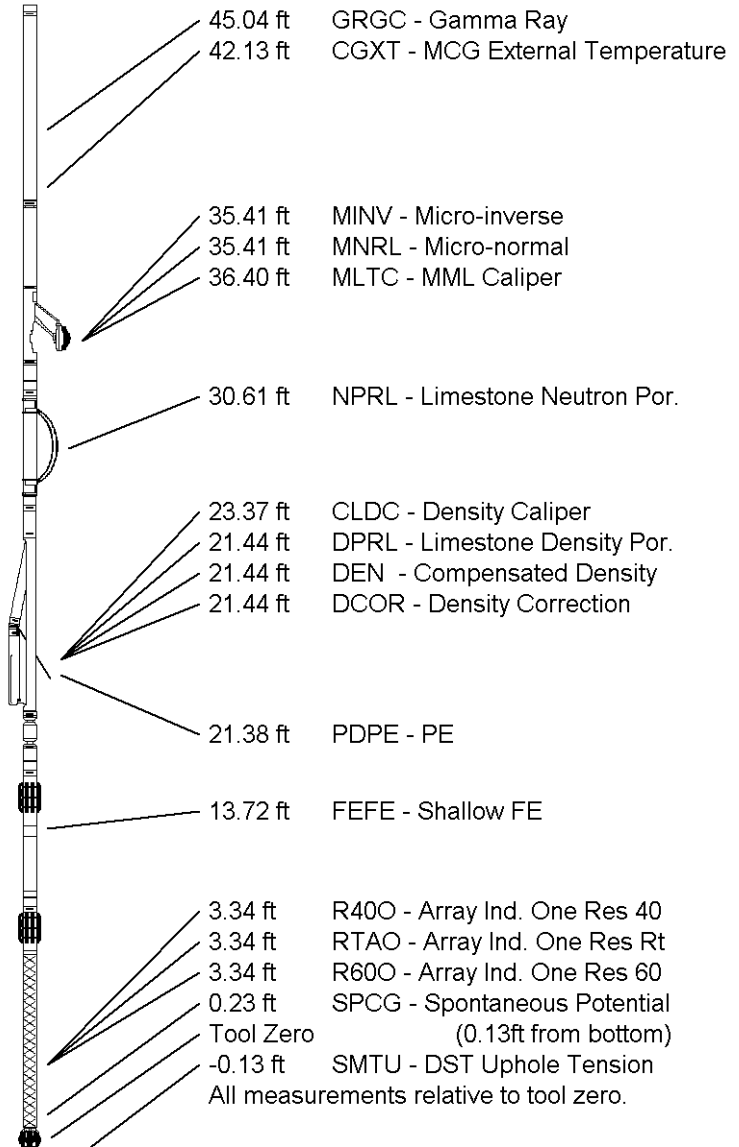 45.04 ft GRGC - Gamma Ray
42.13 ft CGXT - MCG External Temperature
35.41 ft MINV - Micro-inverse
35.41 ft MNRL - Micro-normal
36.40 ft MLTC - MML Caliper
30.61 ft NPRL - Limestone Neutron Por.
23.37 ft CLDC - Density Caliper
21.44 ft DPRL - Limestone Density Por.
21.44 ft DEN - Compensated Density
21.44 ft DCOR - Density Correction
21.38 ft PDPE - PE
13.72 ft FEFE - Shallow FE
3.34 ft R40O - Array Ind. One Res 40
3.34 ft RTAO - Array Ind. One Res Rt
3.34 ft R60O - Array Ind. One Res 60
0.23 ft SPCG - Spontaneous Potential
Tool Zero (0.13ft from bottom)
-0.13 ft SMTU - DST Uphole Tension
All measurements relative to tool zero.